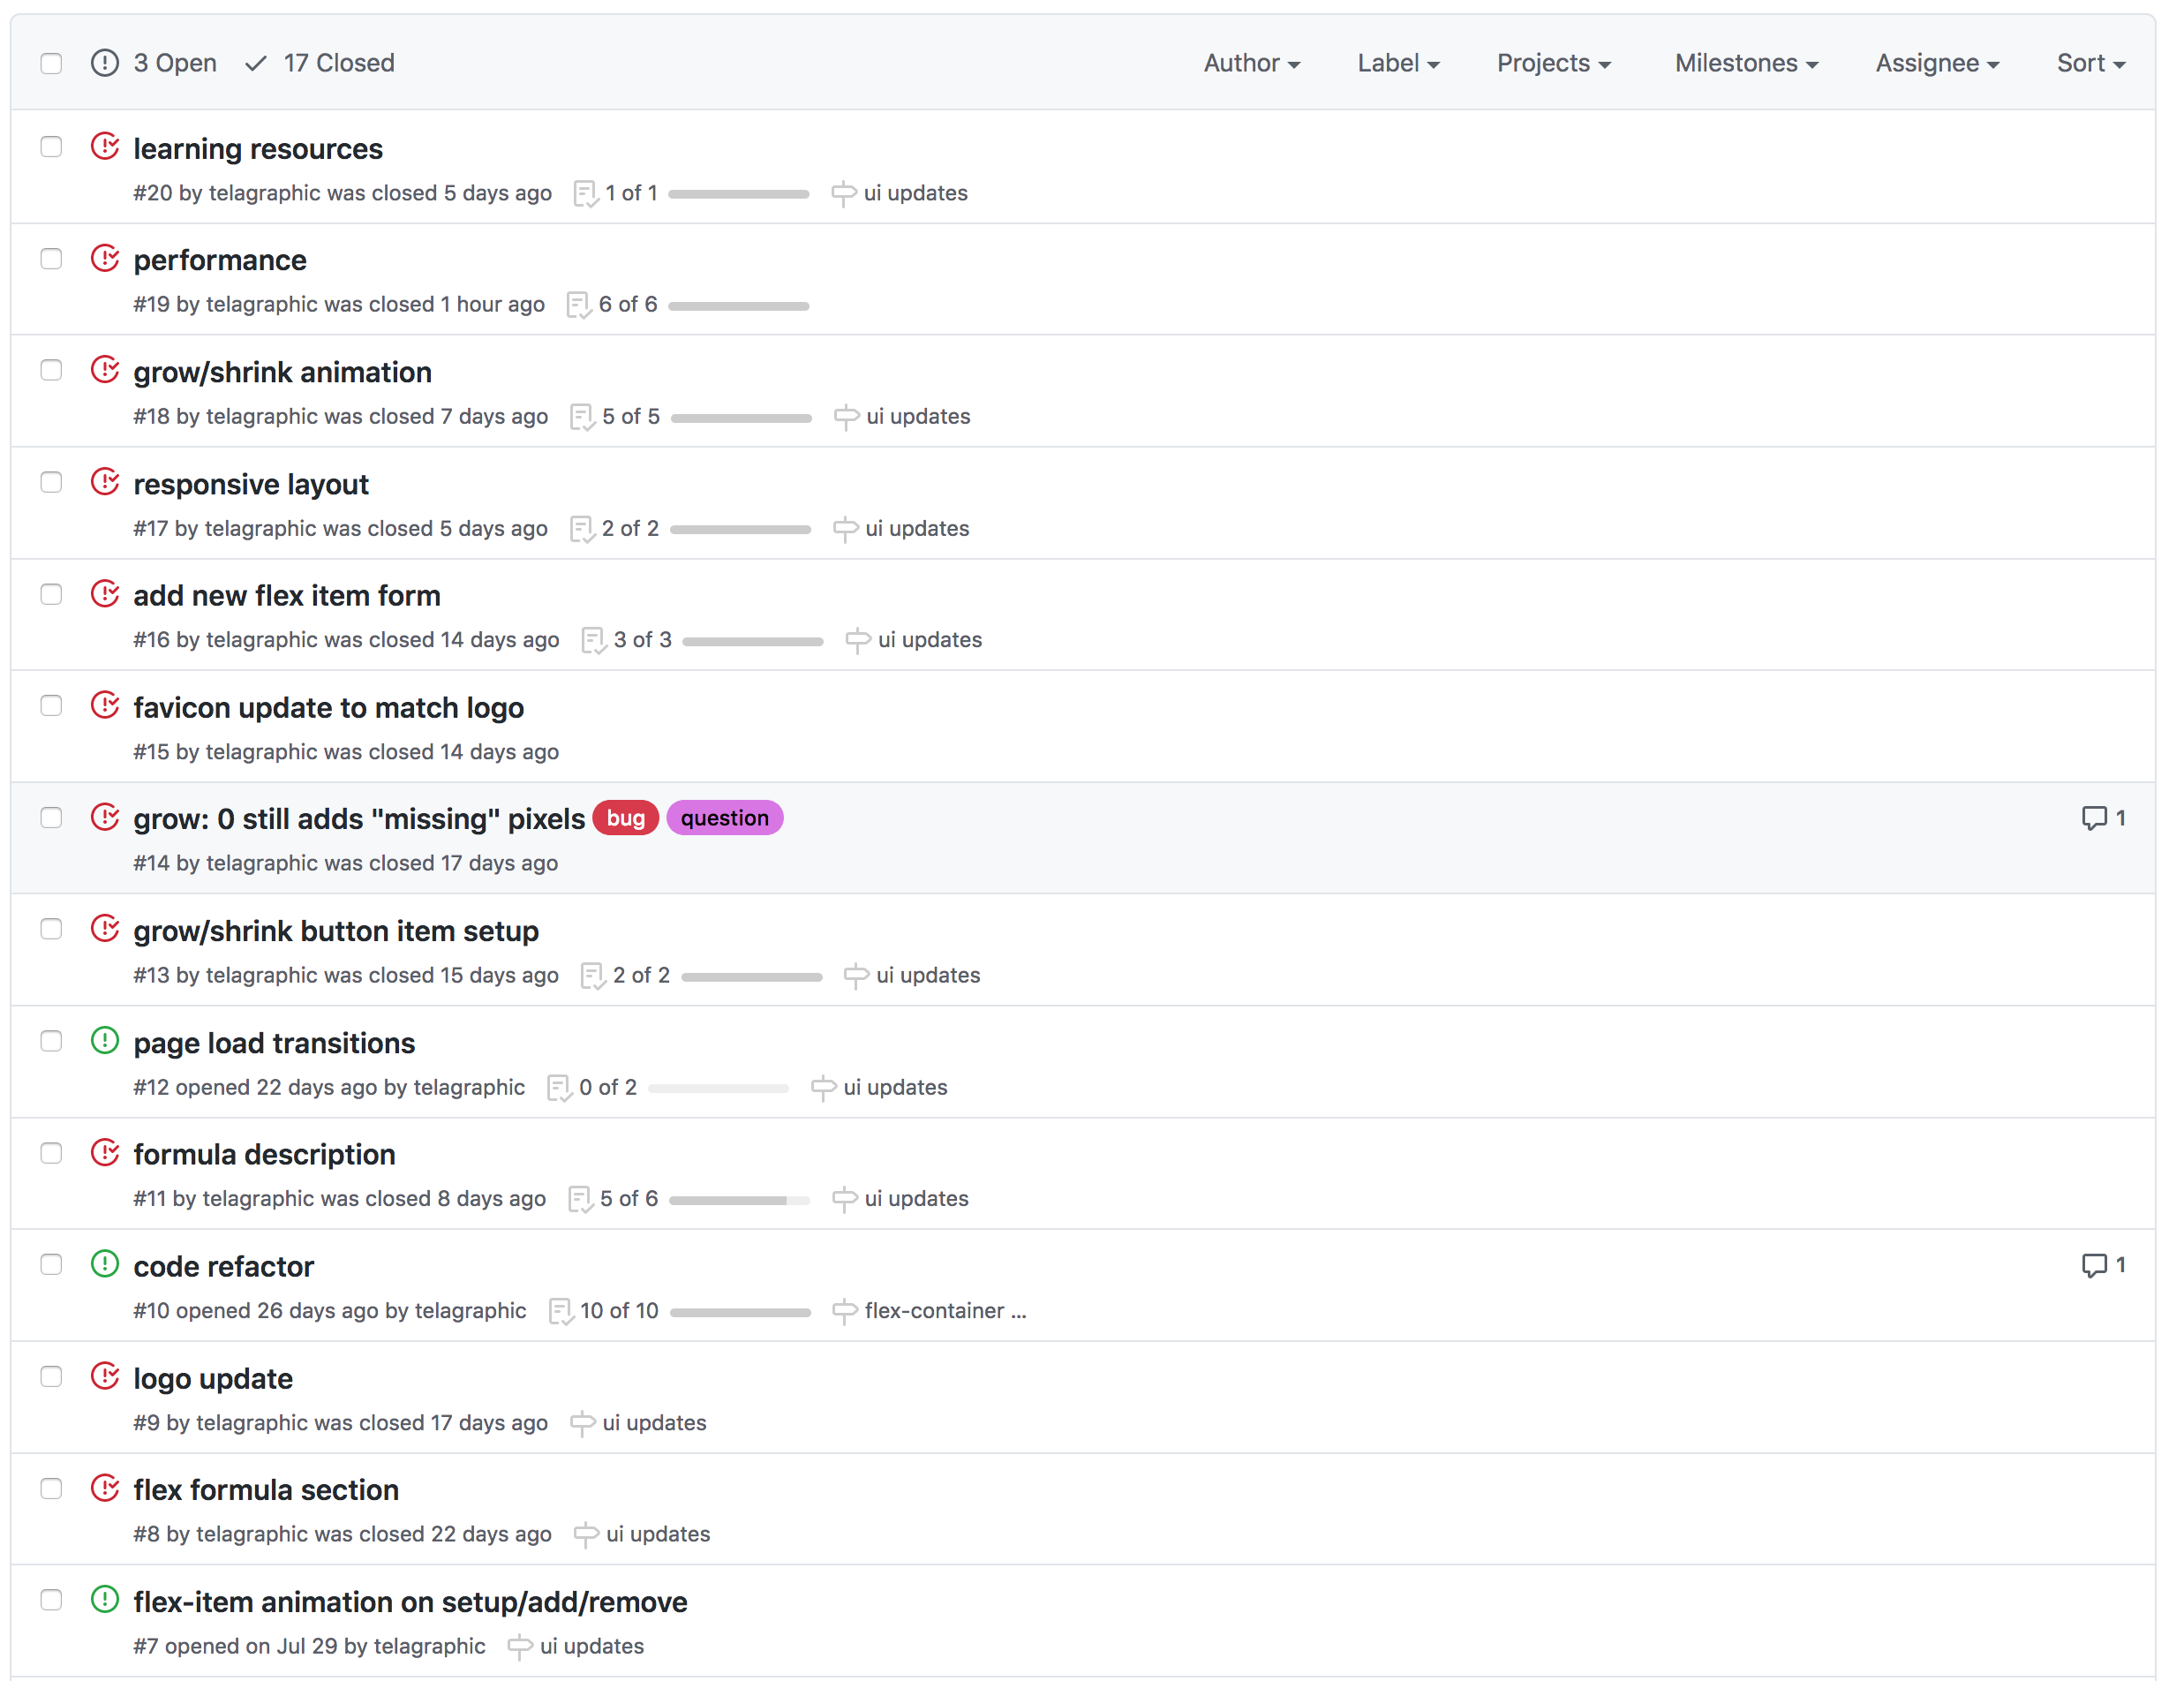 3 Open 17 Closed Author Label Projects Milestones Assignee Sort
learning resources
#20 by telagraphic was closed 5 days ago 1 of 1 ui updates
performance
#19 by telagraphic was closed 1 hour ago 6 of 6
grow/shrink animation
#18 by telagraphic was closed 7 days ago 5 of 5 ui updates
responsive layout
#17 by telagraphic was closed 5 days ago 2 of 2 ui updates
add new flex item form
#16 by telagraphic was closed 14 days ago 3 of 3 ui updates
favicon update to match logo
#15 by telagraphic was closed 14 days ago
grow: 0 still adds "missing" pixels bug question 1
#14 by telagraphic was closed 17 days ago
grow/shrink button item setup
#13 by telagraphic was closed 15 days ago 2 of 2 ui updates
page load transitions
#12 opened 22 days ago by telagraphic 0 of 2 ui updates
formula description
#11 by telagraphic was closed 8 days ago 5 of 6 ui updates
code refactor 1
#10 opened 26 days ago by telagraphic 10 of 10 flex-container ...
logo update
#9 by telagraphic was closed 17 days ago ui updates
flex formula section
#8 by telagraphic was closed 22 days ago ui updates
flex-item animation on setup/add/remove
#7 opened on Jul 29 by telagraphic ui updates